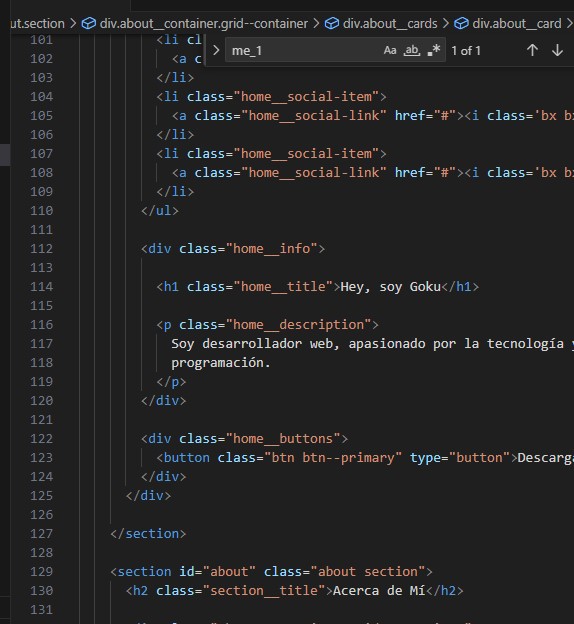 ut.section > div.about__container.grid--container > div.about__cards > div.about__card >
me_1 Aa ab .* 1 of 1
101 <li cl
102 <a c
103 </li>
104 <li class="home__social-item">
105 <a class="home__social-link" href="#"><i class='bx bx
106 </li>
107 <li class="home__social-item">
108 <a class="home__social-link" href="#"><i class='bx bx
109 </li>
110 </ul>
111
112 <div class="home__info">
113
114 <h1 class="home__title">Hey, soy Goku</h1>
115
116 <p class="home__description">
117 Soy desarrollador web, apasionado por la tecnología y
118 programación.
119 </p>
120 </div>
121
122 <div class="home__buttons">
123 <button class="btn btn--primary" type="button">Descarga
124 </div>
125 </div>
126
127 </section>
128
129 <section id="about" class="about section">
130 <h2 class="section__title">Acerca de Mí</h2>
131